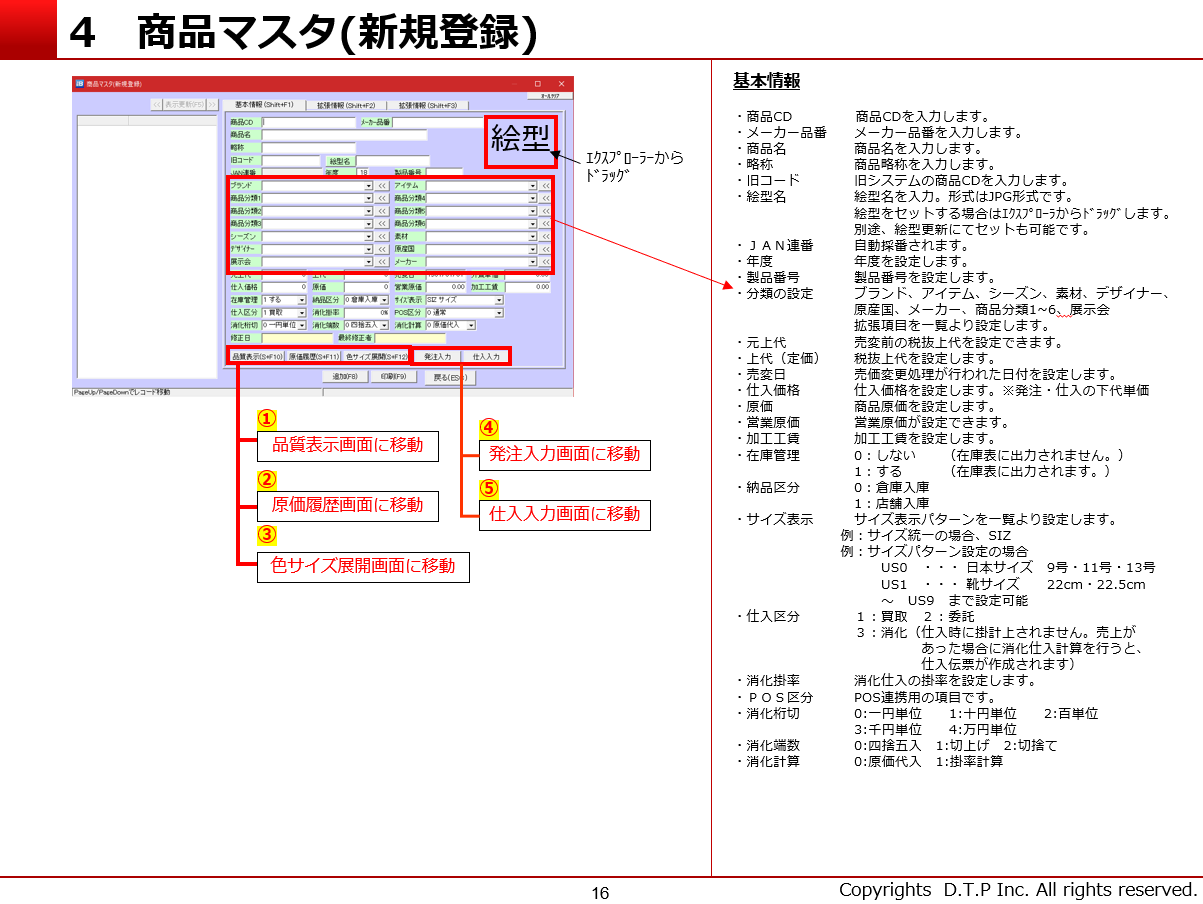 4 商品マスタ(新規登録)
商品マスタ(新規登録)
ｵｰﾙｸﾘｱ
<< 表示更新(F5) >>
基本情報(Shift+F1) 拡張情報(Shift+F2) 拡張情報(Shift+F3)
商品CD メーカー品番
商品名
略称
旧コード 絵型名
JAN連番 年度 18 製品番号
ブランド << アイテム <<
商品分類1 << 商品分類4 <<
商品分類2 << 商品分類5 <<
商品分類3 << 商品分類6 <<
シーズン << 素材 <<
デザイナー << 原産国 <<
展示会 << メーカー <<
仕入価格 0 原価 0 営業原価 0.00 加工工賃 0.00
在庫管理 1 する 納品区分 0 倉庫入庫 サイズ表示 SIZ サイズ
仕入区分 1 買取 消化掛率 0% POS区分 0 通常
消化桁切 0 一円単位 消化端数 0 四捨五入 消化計算 0 原価代入
修正日 最終修正者
品質表示(S+F10) 原価履歴(S+F11) 色サイズ展開(S+F12) 発注入力 仕入入力
追加(F8) 印刷(F9) 戻る(ESC)
PageUp/PageDownでレコード移動
絵型
ｴｸｽﾌﾟﾛｰﾗｰから
ﾄﾞﾗｯｸﾞ
①
品質表示画面に移動
②
原価履歴画面に移動
③
色サイズ展開画面に移動
④
発注入力画面に移動
⑤
仕入入力画面に移動
基本情報
・商品CD 商品CDを入力します。
・メーカー品番 メーカー品番を入力します。
・商品名 商品名を入力します。
・略称 商品略称を入力します。
・旧コード 旧システムの商品CDを入力します。
・絵型名 絵型名を入力。形式はJPG形式です。
絵型をセットする場合はｴｸｽﾌﾟﾛｰﾗからﾄﾞﾗｯｸﾞします。
別途、絵型更新にてセットも可能です。
・ＪＡＮ連番 自動採番されます。
・年度 年度を設定します。
・製品番号 製品番号を設定します。
・分類の設定 ブランド、アイテム、シーズン、素材、デザイナー、
原産国、メーカー、商品分類1~6、、展示会
拡張項目を一覧より設定します。
・元上代 売変前の税抜上代を設定できます。
・上代（定価） 税抜上代を設定します。
・売変日 売価変更処理が行われた日付を設定します。
・仕入価格 仕入価格を設定します。※発注・仕入の下代単価
・原価 商品原価を設定します。
・営業原価 営業原価が設定できます。
・加工工賃 加工工賃を設定します。
・在庫管理 0：しない （在庫表に出力されません。）
1：する （在庫表に出力されます。）
・納品区分 0：倉庫入庫
1：店舗入庫
・サイズ表示 サイズ表示パターンを一覧より設定します。
例：サイズ統一の場合、SIZ
例：サイズパターン設定の場合
US0 ・・・ 日本サイズ 9号・11号・13号
US1 ・・・ 靴サイズ 22cm・22.5cm
～ US9 まで設定可能
・仕入区分 １：買取 ２：委託
３：消化（仕入時に掛計上されません。売上が
あった場合に消化仕入計算を行うと、
仕入伝票が作成されます）
・消化掛率 消化仕入の掛率を設定します。
・ＰＯＳ区分 POS連携用の項目です。
・消化桁切 0:一円単位 1:十円単位 2:百単位
3:千円単位 4:万円単位
・消化端数 0:四捨五入 1:切上げ 2:切捨て
・消化計算 0:原価代入 1:掛率計算
16
Copyrights D.T.P Inc. All rights reserved.